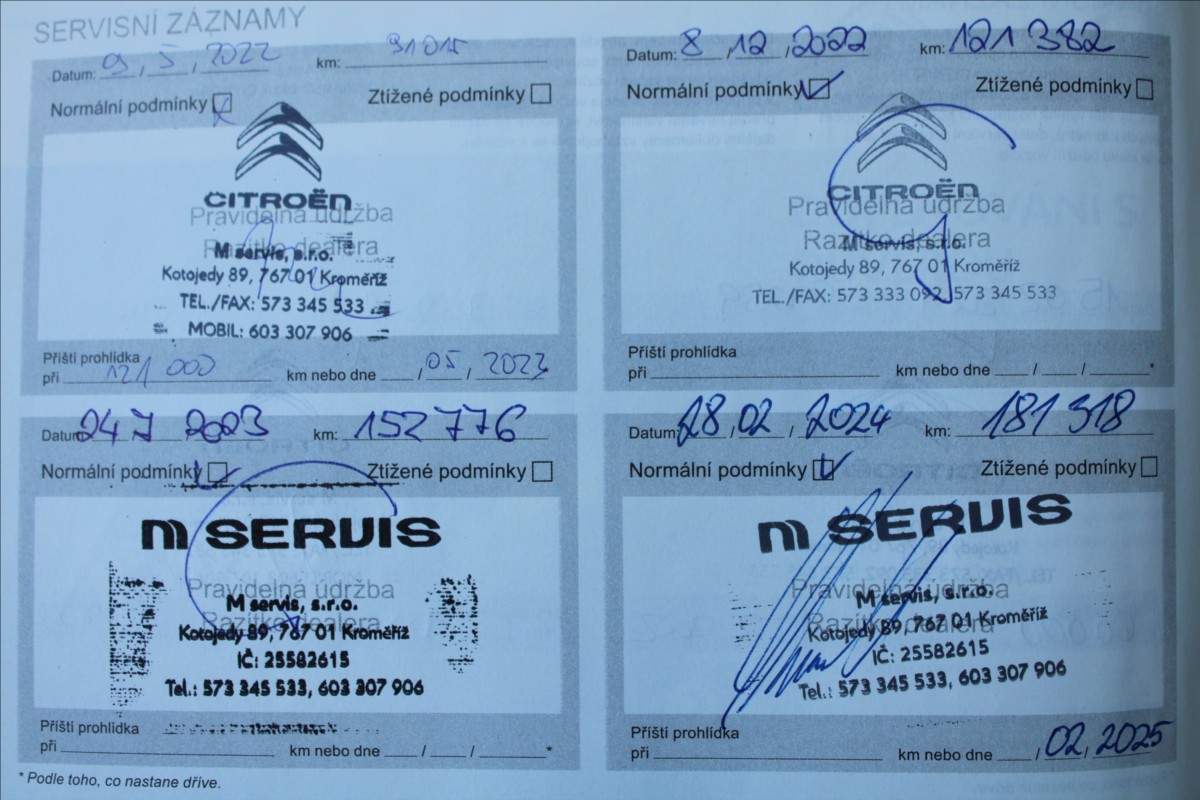 SERVISNÍ ZÁZNAMY
Datum: 9, 5, 2022 km: 91015
Normální podmínky Ztížené podmínky
CITROËN
Pravidelná údržba
Razítko dealera
M servis, s.r.o.
Kotojedy 89, 767 01 Kroměříž
TEL./FAX: 573 345 533
MOBIL: 603 307 906
Příští prohlídka
při 121 000 km nebo dne / 05 / 2023
Datum: 8 , 12 , 2022 km: 121 382
Normální podmínky Ztížené podmínky
CITROËN
Pravidelná údržba
Razítko dealera
M servis, s.r.o.
Kotojedy 89, 767 01 Kroměříž
TEL./FAX: 573 333 092, 573 345 533
Příští prohlídka
při km nebo dne / / *
Datum 24 7 2023 km: 152 776
Normální podmínky Ztížené podmínky
M SERVIS
Pravidelná údržba
Razítko dealera
M servis, s.r.o.
Kotojedy 89, 767 01 Kroměříž
IČ: 25582615
Tel.: 573 345 533, 603 307 906
Příští prohlídka
při km nebo dne / / *
Datum: 28 / 02 / 2024 km: 181 318
Normální podmínky Ztížené podmínky
M SERVIS
Pravidelná údržba
Razítko dealera
M servis, s.r.o.
Kotojedy 89, 767 01 Kroměříž
IČ: 25582615
Tel.: 573 345 533, 603 307 906
Příští prohlídka
při km nebo dne / 02 / 2025
* Podle toho, co nastane dříve.